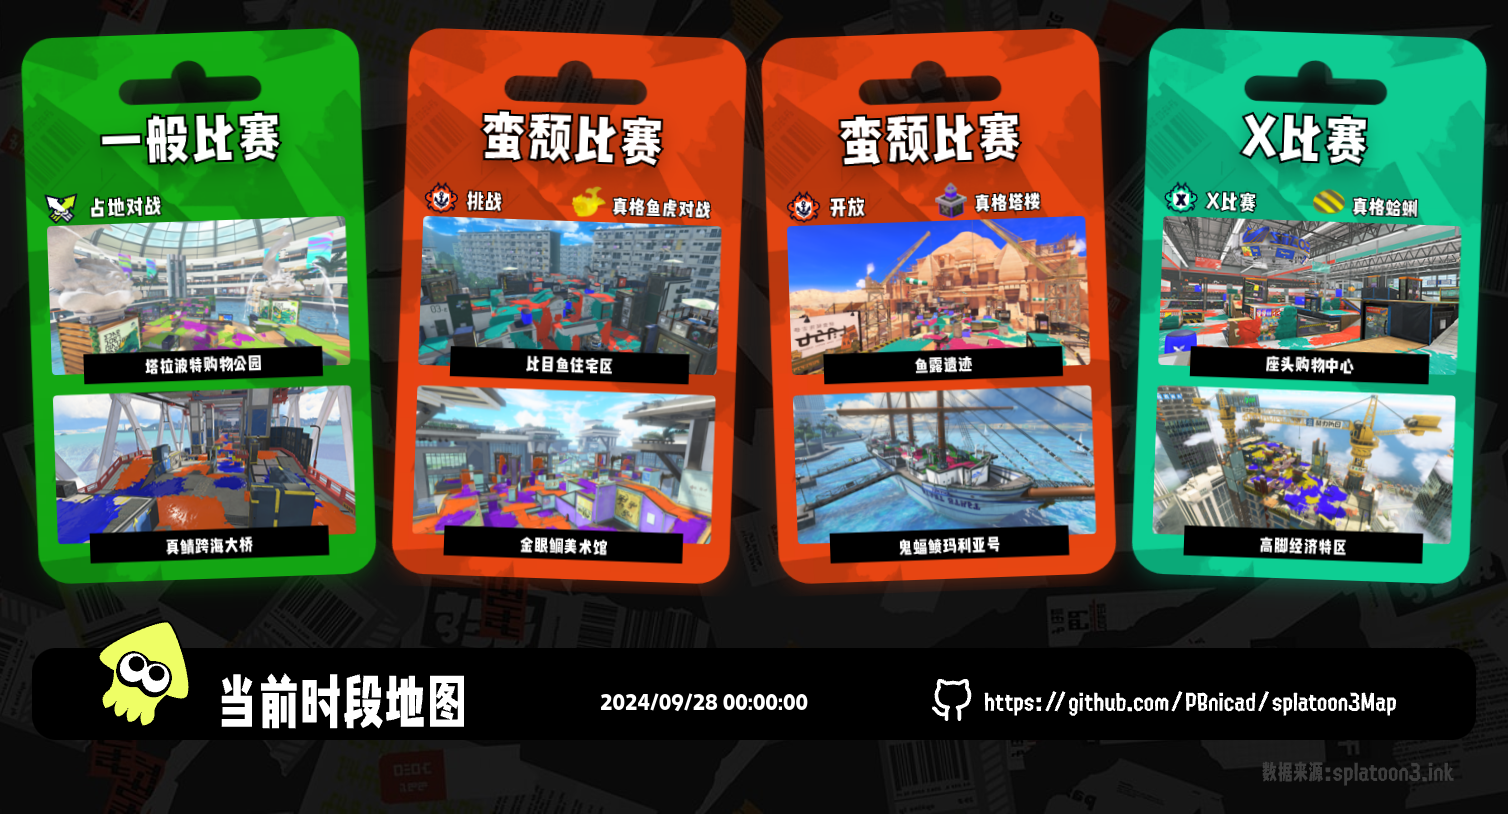 一般比赛
占地对战
塔拉波特购物公园
真鲭跨海大桥
蛮颓比赛
挑战
真格鱼虎对战
比目鱼住宅区
金眼鲷美术馆
蛮颓比赛
开放
真格塔楼
鱼露遗迹
鬼蝠鲼玛利亚号
X比赛
X比赛
真格蛤蜊
座头购物中心
高脚经济特区
当前时段地图
2024/09/28 00:00:00
https://github.com/PBnicad/splatoon3Map
数据来源:splatoon3.ink